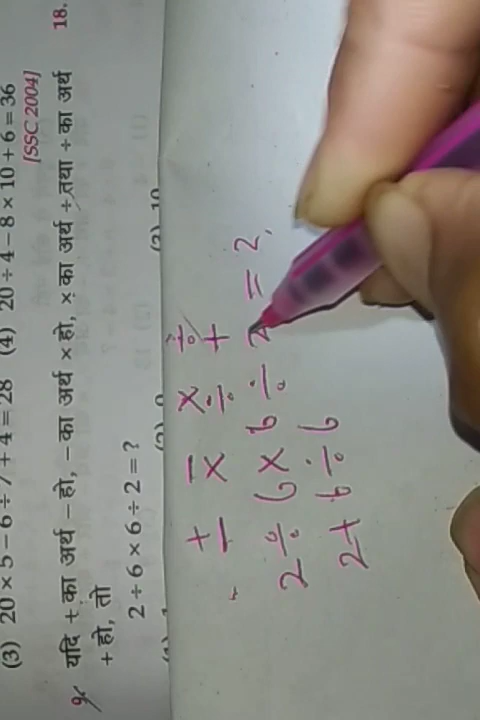 (3) 20 × 5 – 6 ÷ 7 + 4 = 28 (4) 20 ÷ 4 – 8 × 10 + 6 = 36
[SSC 2004]
9. यदि + का अर्थ – हो, – का अर्थ × हो, × का अर्थ ÷ तथा ÷ का अर्थ
+ हो, तो
2 ÷ 6 × 6 ÷ 2 = ?
18.
+ – × ÷
– × ÷ +
2 ÷ 6 × 6 ÷ 2 = 2
2 + 6 ÷ 6